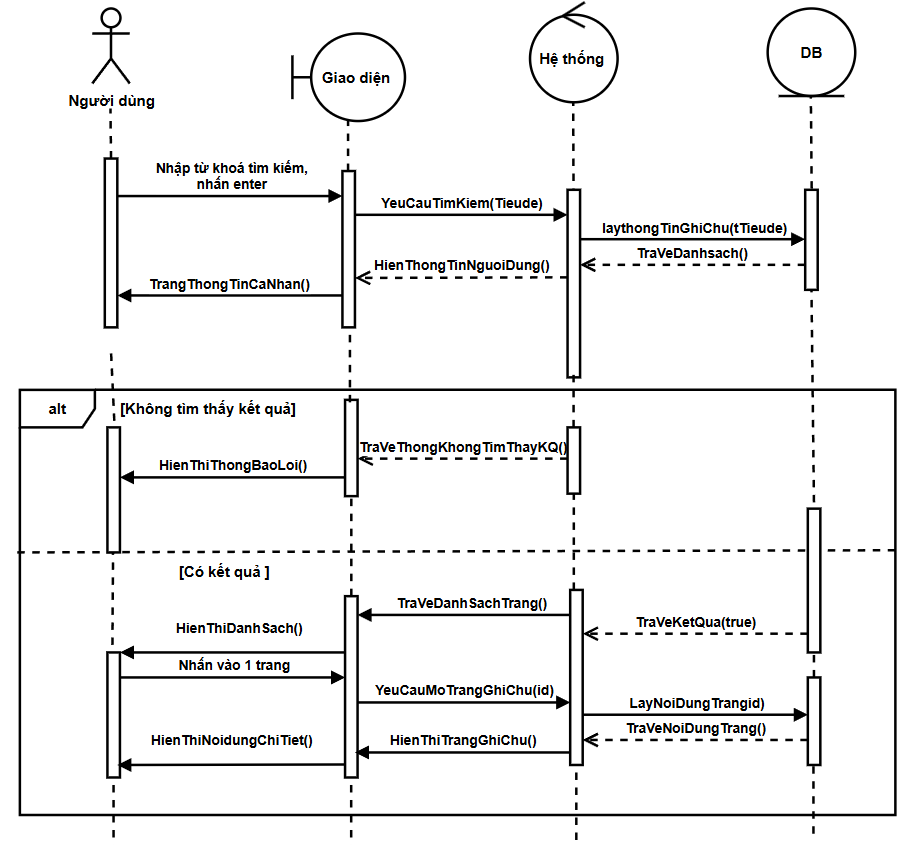 Người dùng
Giao diện
Hệ thống
DB
Nhập từ khoá tìm kiếm,
nhấn enter
YeuCauTimKiem(Tieude)
laythongTinGhiChu(tTieude)
TraVeDanhsach()
HienThongTinNguoiDung()
TrangThongTinCaNhan()
alt
[Không tìm thấy kết quả]
TraVeThongKhongTimThayKQ()
HienThiThongBaoLoi()
[Có kết quả ]
TraVeDanhSachTrang()
TraVeKetQua(true)
HienThiDanhSach()
Nhấn vào 1 trang
YeuCauMoTrangGhiChu(id)
LayNoiDungTrangid)
TraVeNoiDungTrang()
HienThiTrangGhiChu()
HienThiNoidungChiTiet()